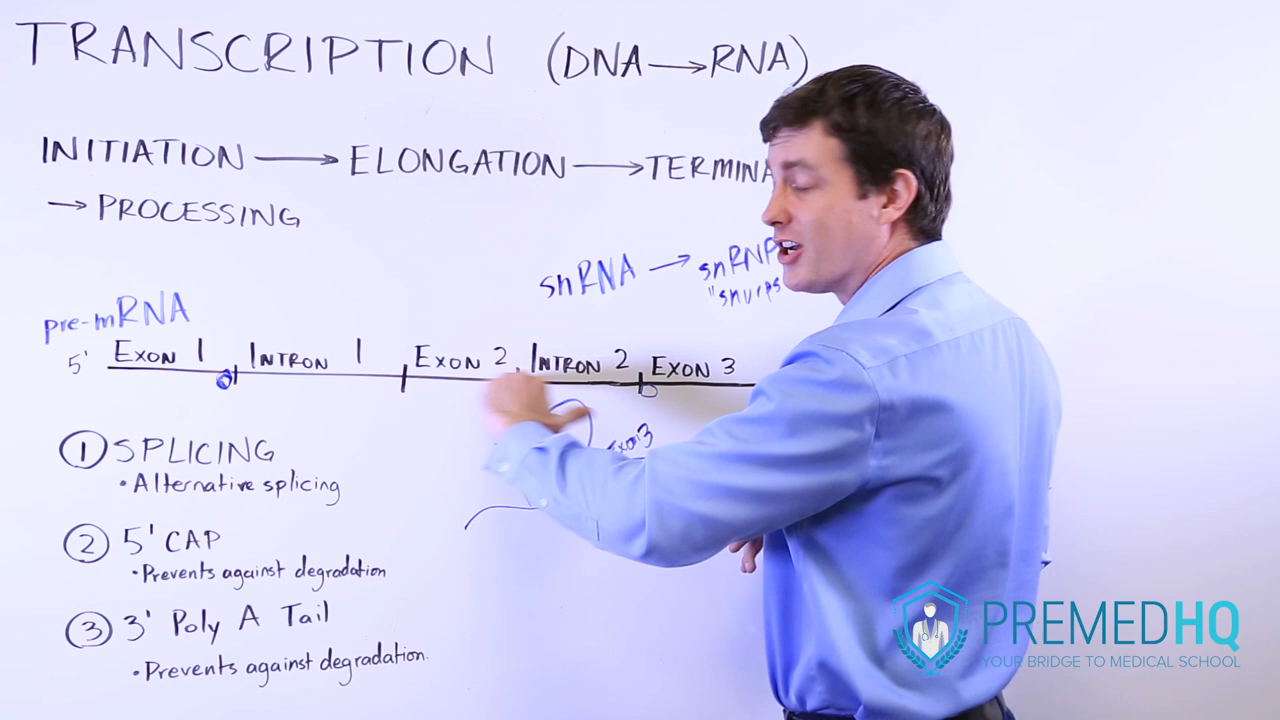 TRANSCRIPTION (DNA → RNA)
INITIATION → ELONGATION → TERMINA
→ PROCESSING
snRNA → snRNP
"snurps
pre-mRNA
5' EXON 1 INTRON 1 EXON 2 INTRON 2 EXON 3
Exon 3
① SPLICING
• Alternative splicing
② 5' CAP
• Prevents against degradation
③ 3' Poly A Tail
• Prevents against degradation.
PREMEDHQ
YOUR BRIDGE TO MEDICAL SCHOOL